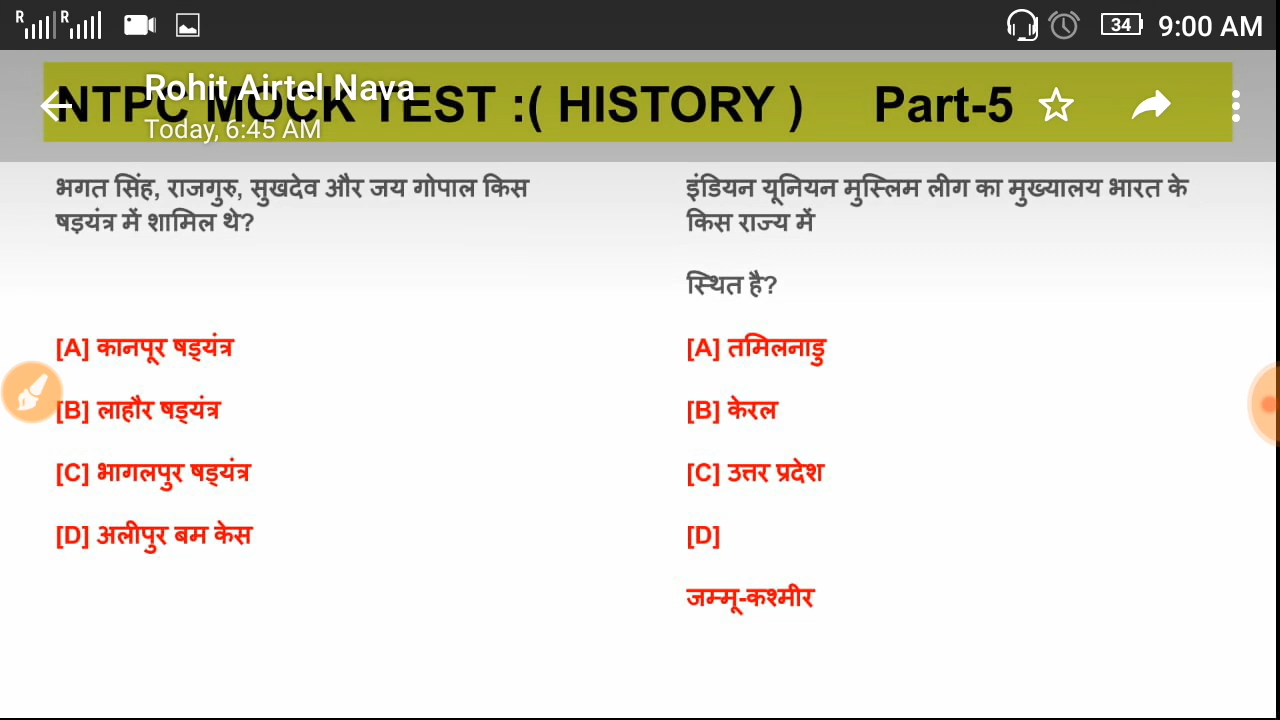 R R 34 9:00 AM
Rohit Airtel Nava
NTPC MOCK TEST :( HISTORY ) Part-5
Today, 6:45 AM
भगत सिंह, राजगुरु, सुखदेव और जय गोपाल किस
षड़यंत्र में शामिल थे?
[A] कानपूर षड्यंत्र
[B] लाहौर षड्यंत्र
[C] भागलपुर षड्यंत्र
[D] अलीपुर बम केस
इंडियन यूनियन मुस्लिम लीग का मुख्यालय भारत के
किस राज्य में
स्थित है?
[A] तमिलनाडु
[B] केरल
[C] उत्तर प्रदेश
[D]
जम्मू-कश्मीर